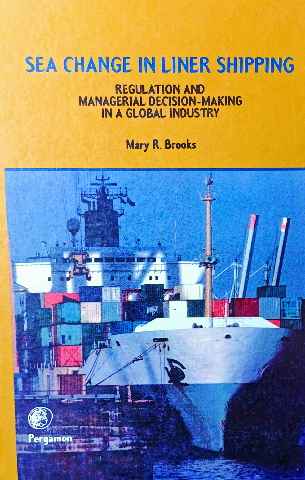 SEA CHANGE IN LINER SHIPPING
REGULATION AND
MANAGERIAL DECISION-MAKING
IN A GLOBAL INDUSTRY
Mary R. Brooks
Pergamon